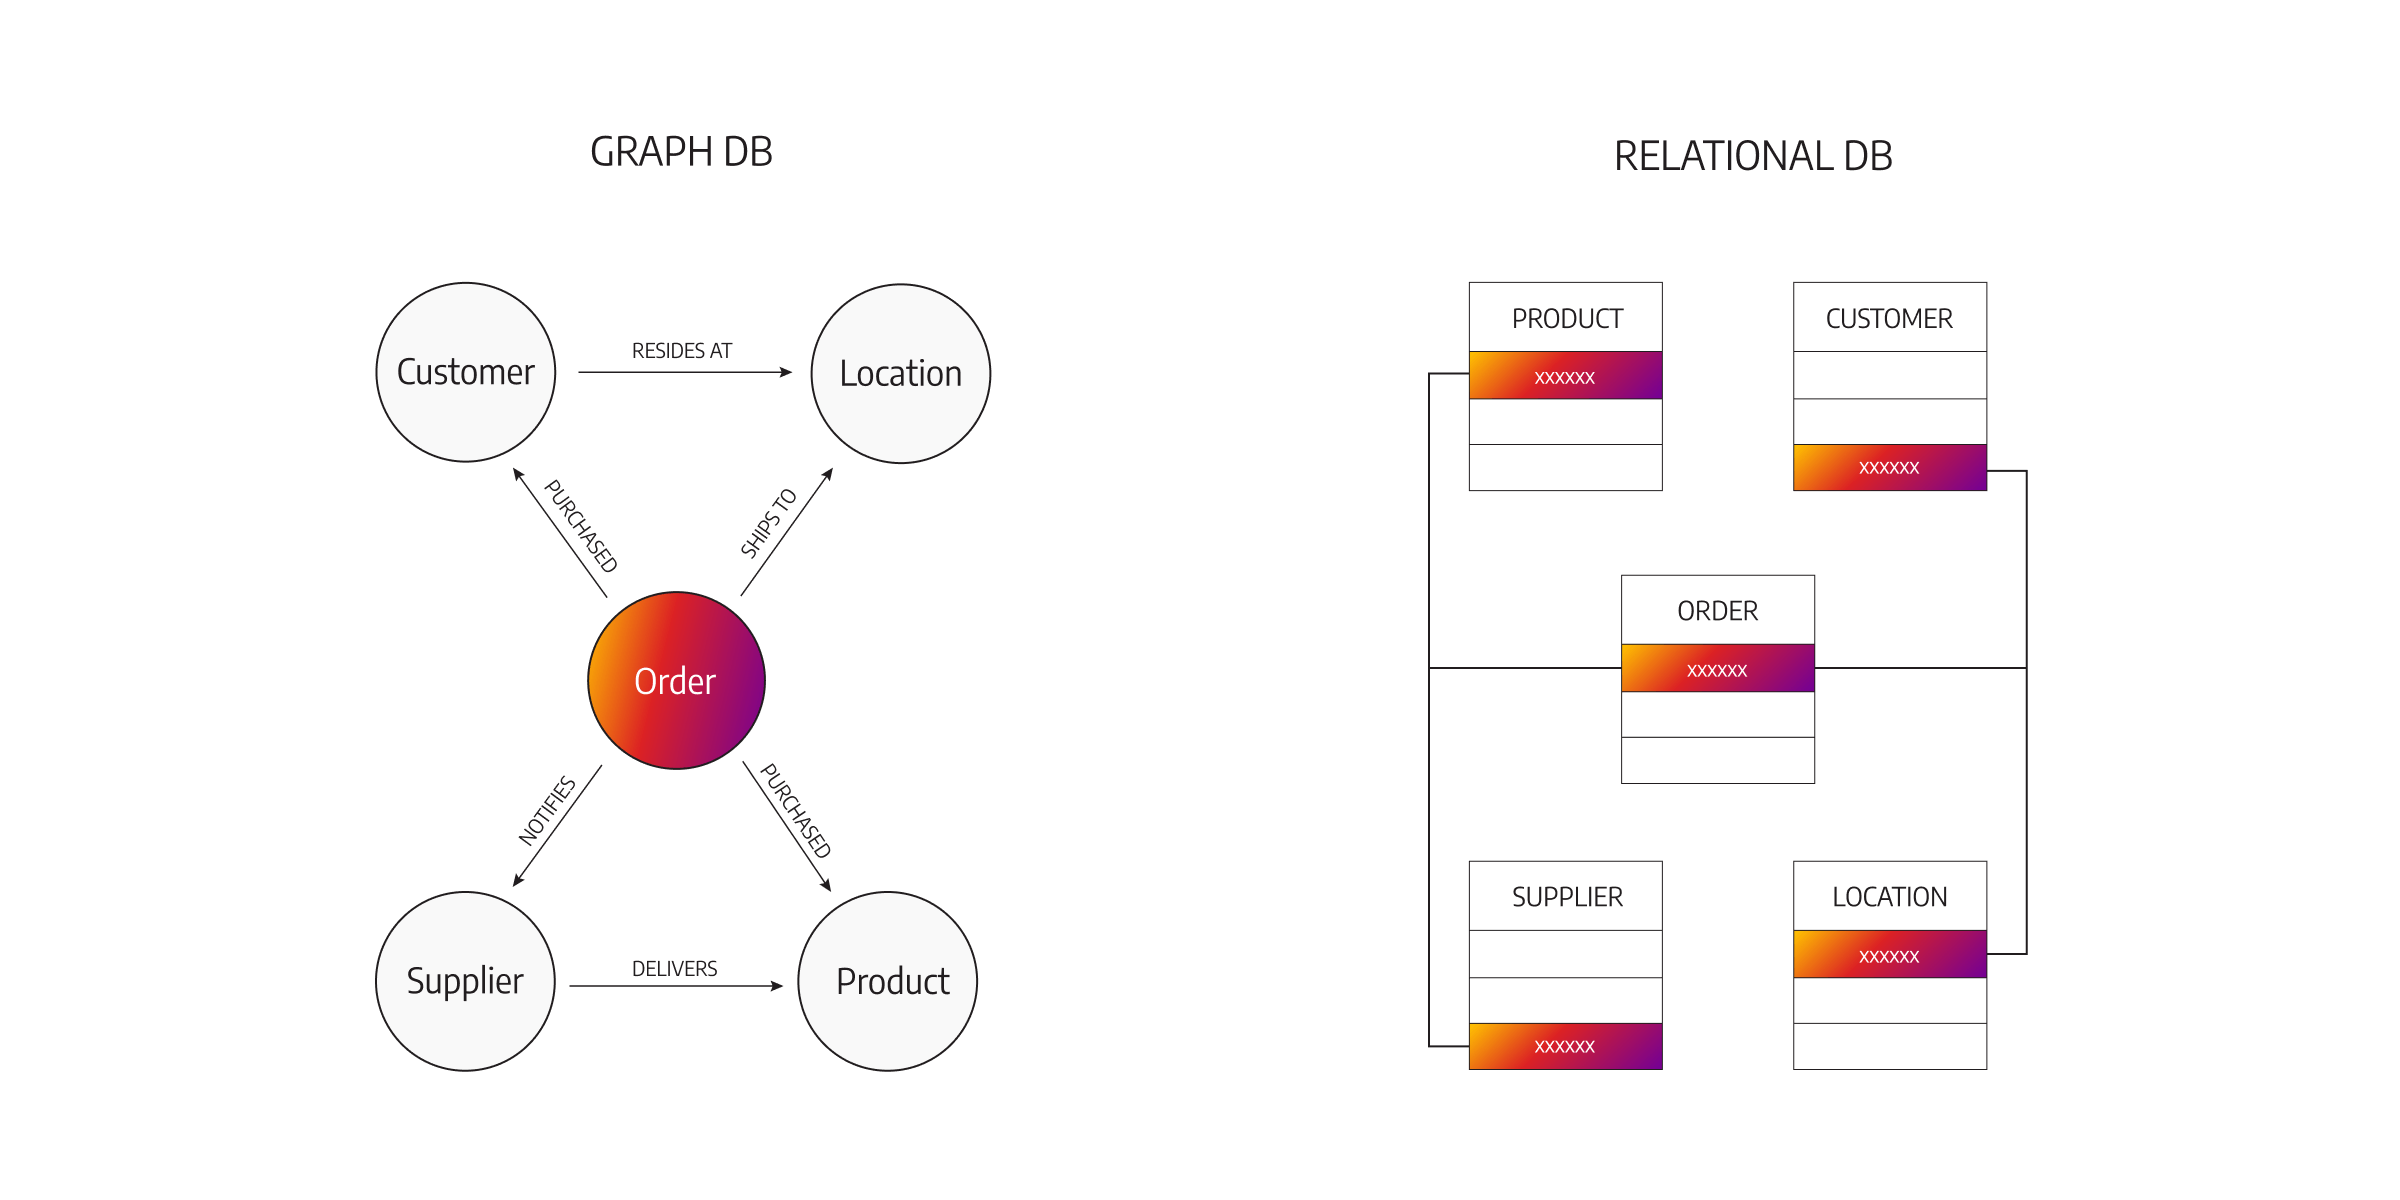 GRAPH DB
Customer
RESIDES AT
Location
PURCHASED
SHIPS TO
Order
NOTIFIES
PURCHASED
Supplier
DELIVERS
Product
RELATIONAL DB
PRODUCT
xxxxxx
CUSTOMER
xxxxxx
ORDER
xxxxxx
SUPPLIER
xxxxxx
LOCATION
xxxxxx